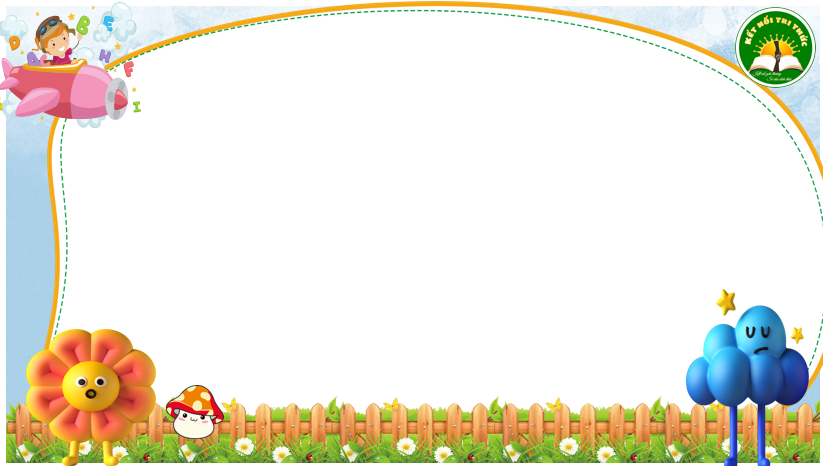 KẾT NỐI TRI THỨC
B E
D A H F
I